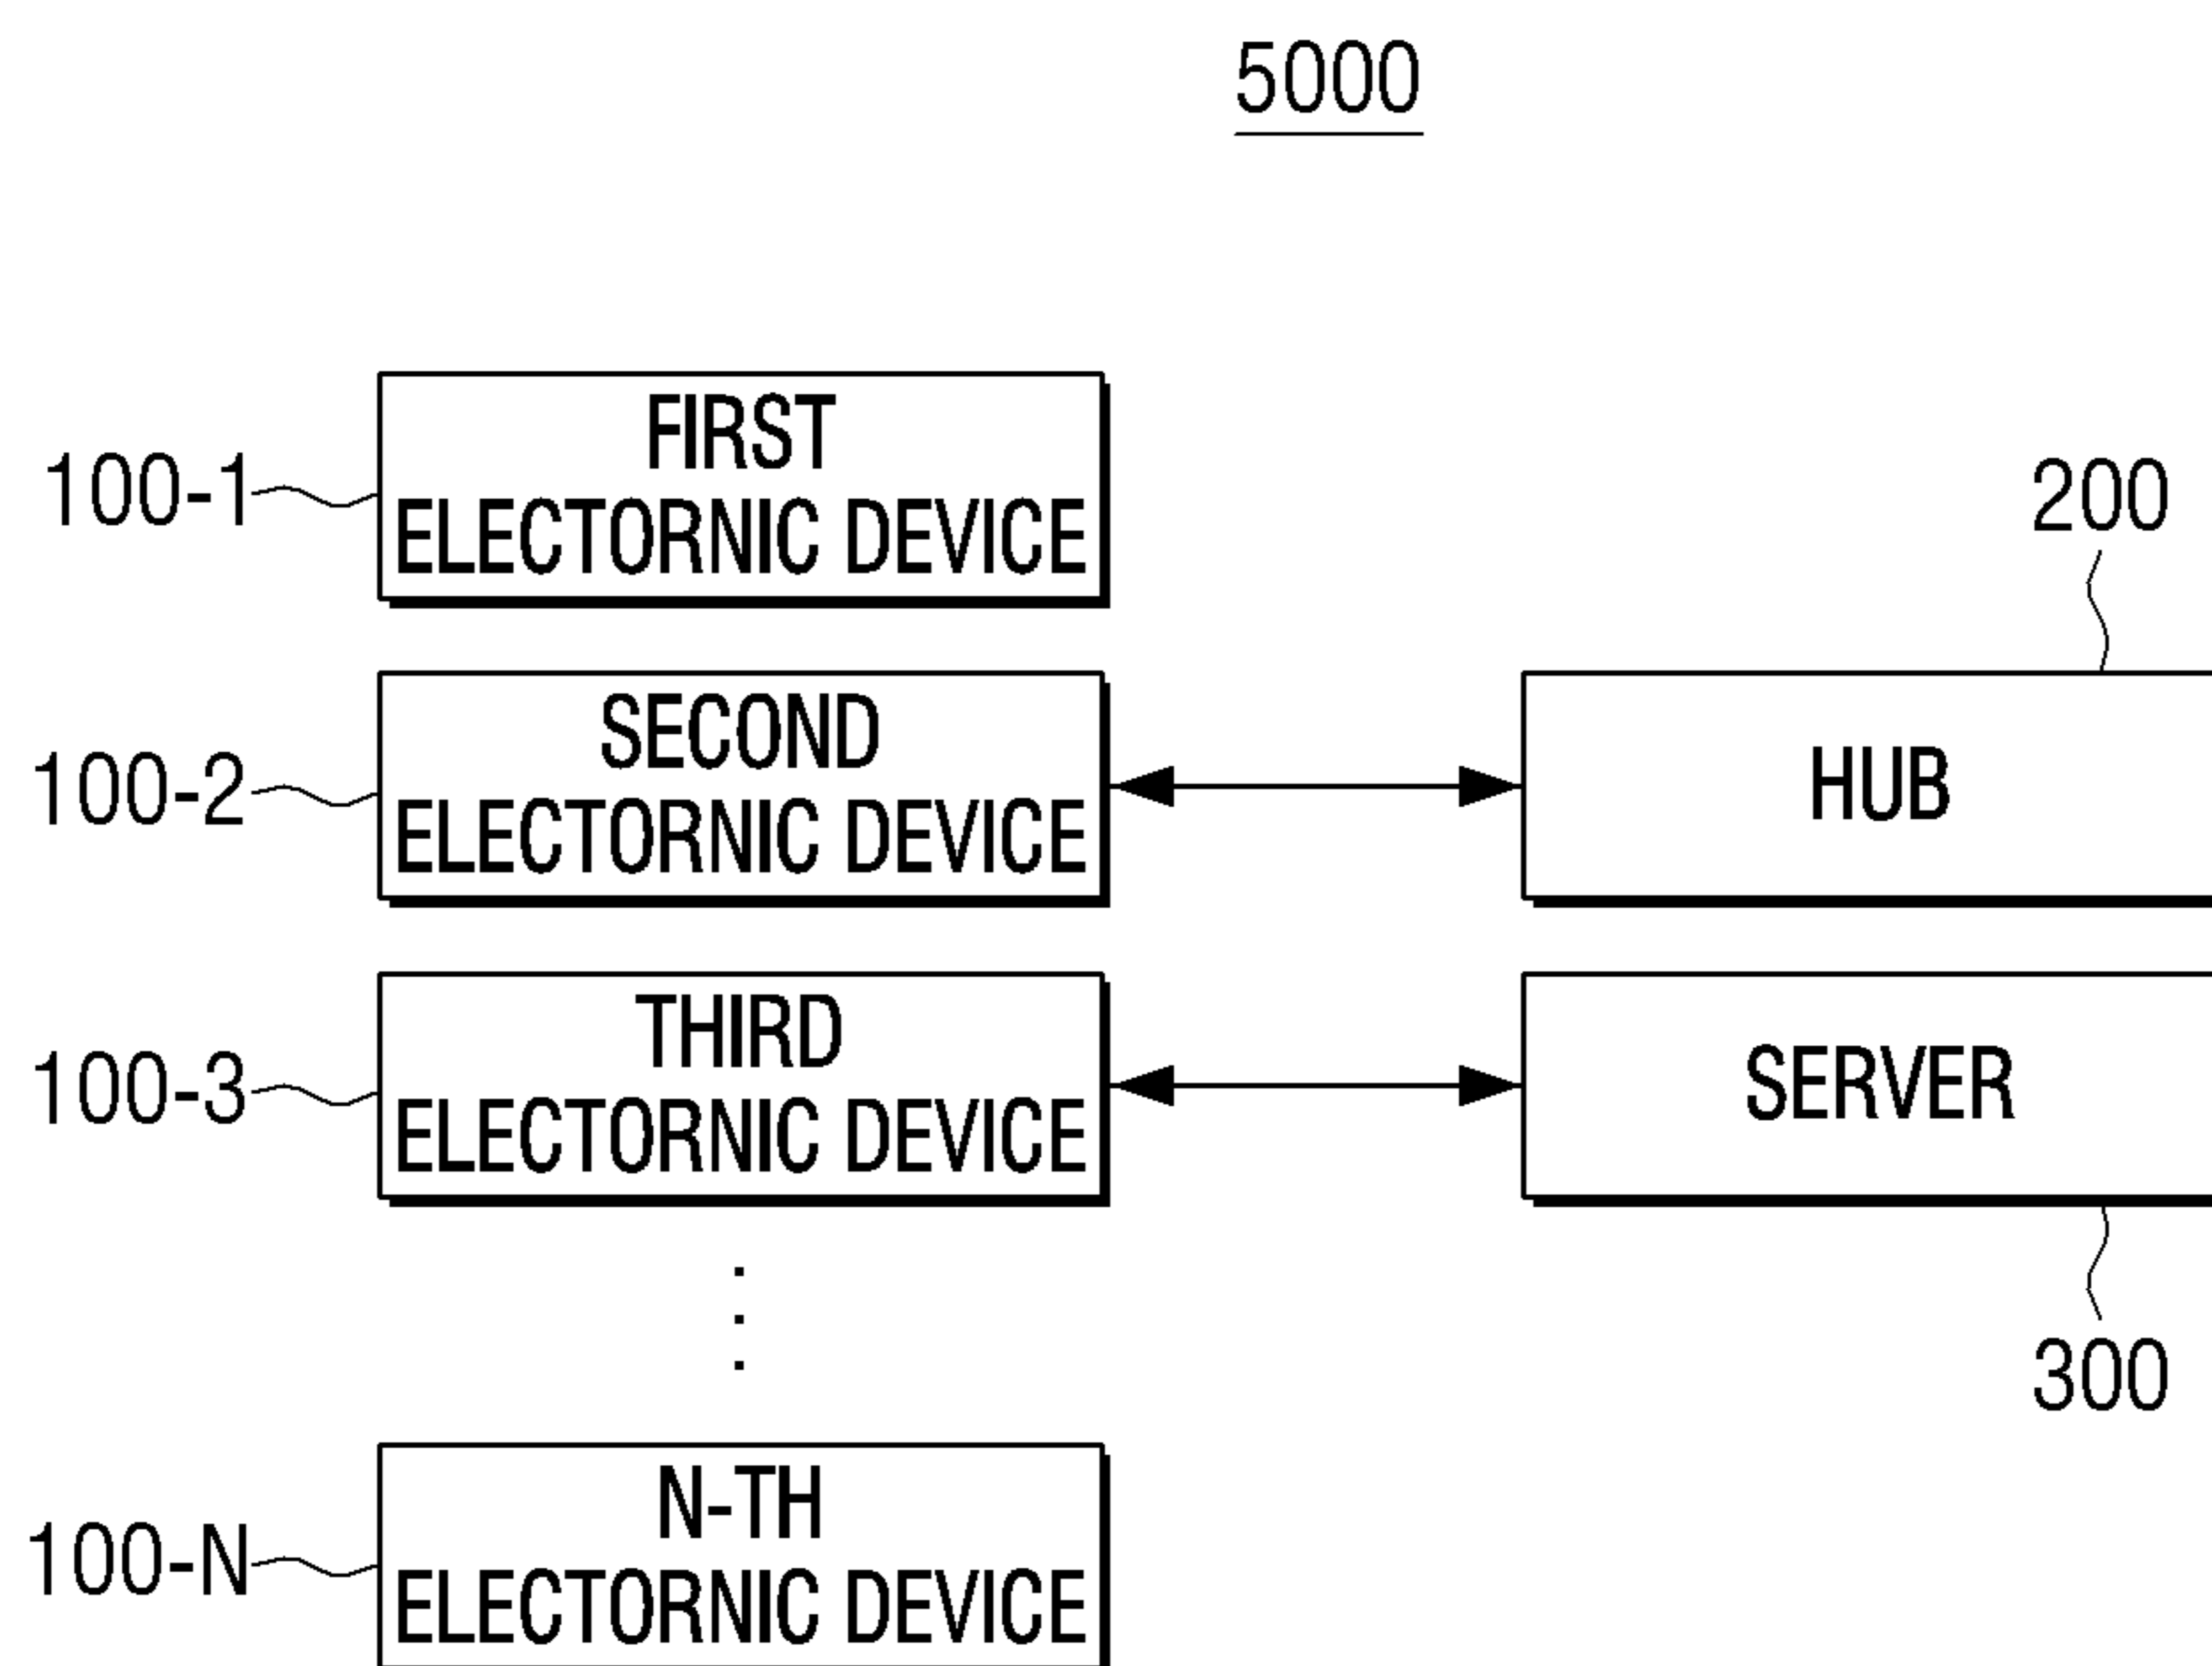 5000
FIRST
ELECTORNIC DEVICE
100-1
200
SECOND
ELECTORNIC DEVICE
100-2
HUB
THIRD
ELECTORNIC DEVICE
100-3
SERVER
300
N-TH
ELECTORNIC DEVICE
100-N